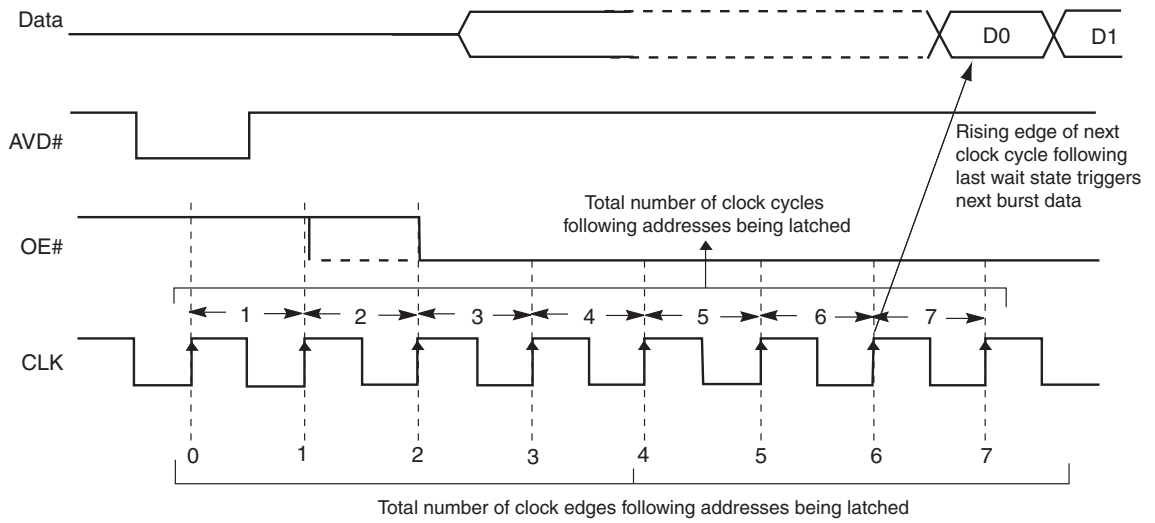 Data
D0
D1
AVD#
Rising edge of next
clock cycle following
last wait state triggers
next burst data
Total number of clock cycles
following addresses being latched
OE#
1 2 3 4 5 6 7
CLK
0 1 2 3 4 5 6 7
Total number of clock edges following addresses being latched